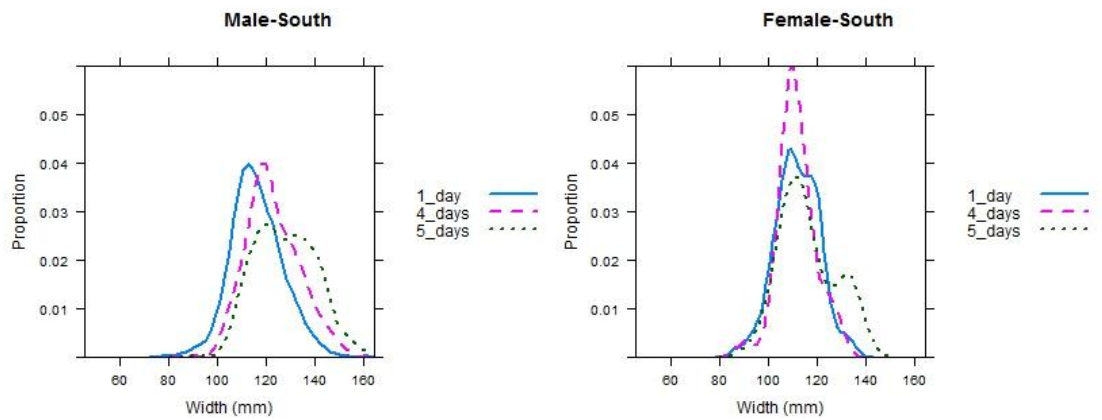 Male-South
Proportion
0.05
0.04
0.03
0.02
0.01
60 80 100 120 140 160
Width (mm)
1_day
4_days
5_days
Female-South
Proportion
0.05
0.04
0.03
0.02
0.01
60 80 100 120 140 160
Width (mm)
1_day
4_days
5_days